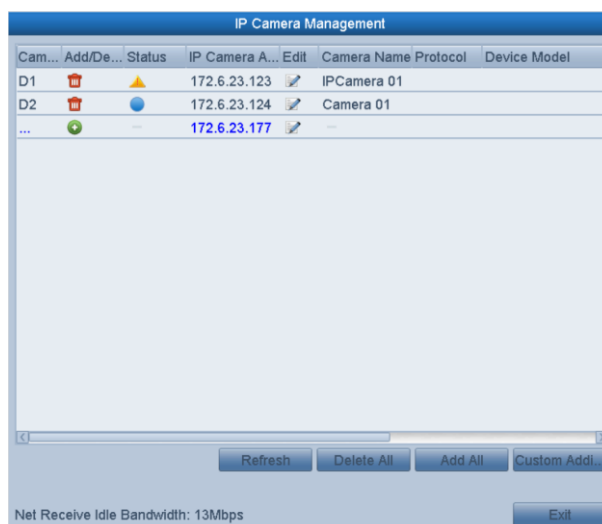 IP Camera Management
Cam... Add/De... Status IP Camera A... Edit Camera Name Protocol Device Model
D1 172.6.23.123 IPCamera 01
D2 172.6.23.124 Camera 01
... 172.6.23.177 —
Refresh Delete All Add All Custom Addi...
Net Receive Idle Bandwidth: 13Mbps Exit